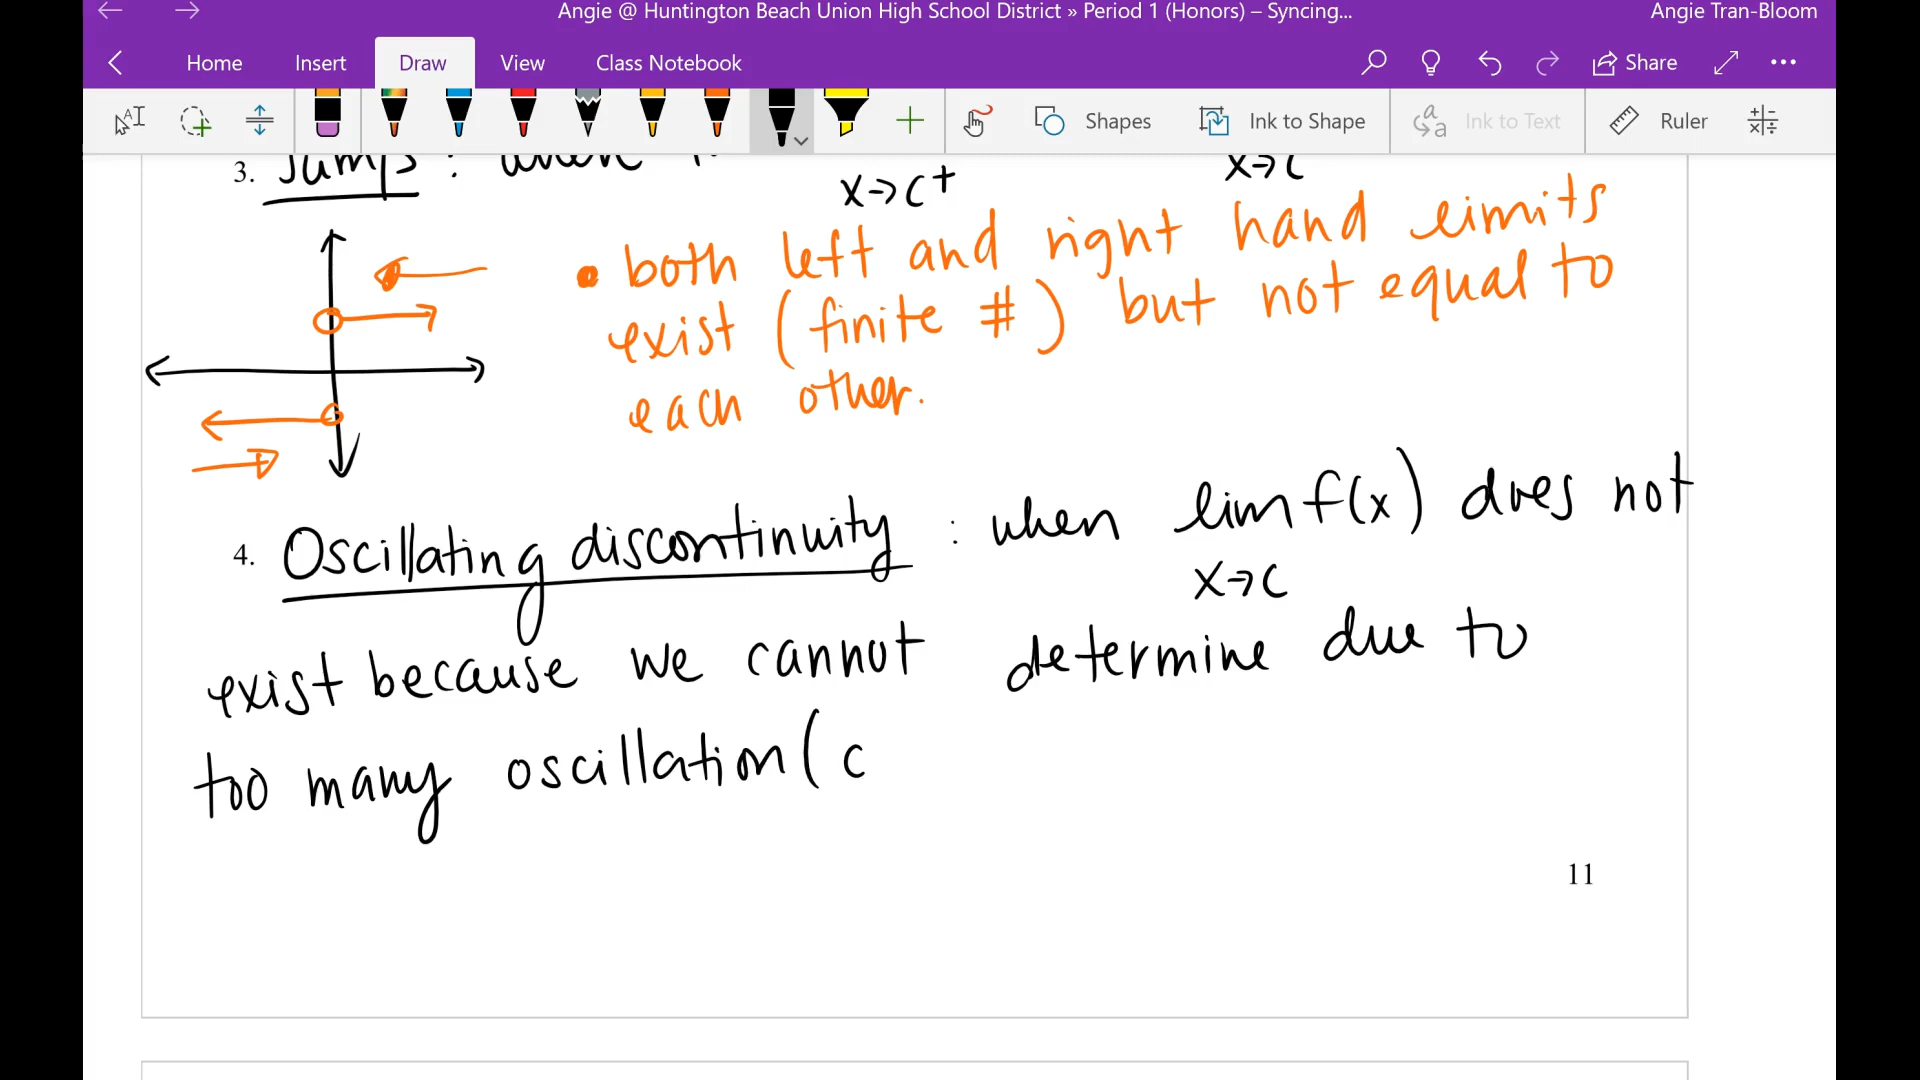 Angie @ Huntington Beach Union High School District » Period 1 (Honors) – Syncing...
Angie Tran-Bloom
Home Insert Draw View Class Notebook Share
Shapes Ink to Shape Ink to Text Ruler
3. Jumps : when
x→c+ x→c
• both left and right hand limits
exist (finite #) but not equal to
each other.
4. Oscillating discontinuity : when lim f(x) does not
x→c
exist because we cannot determine due to
too many oscillation (c
11